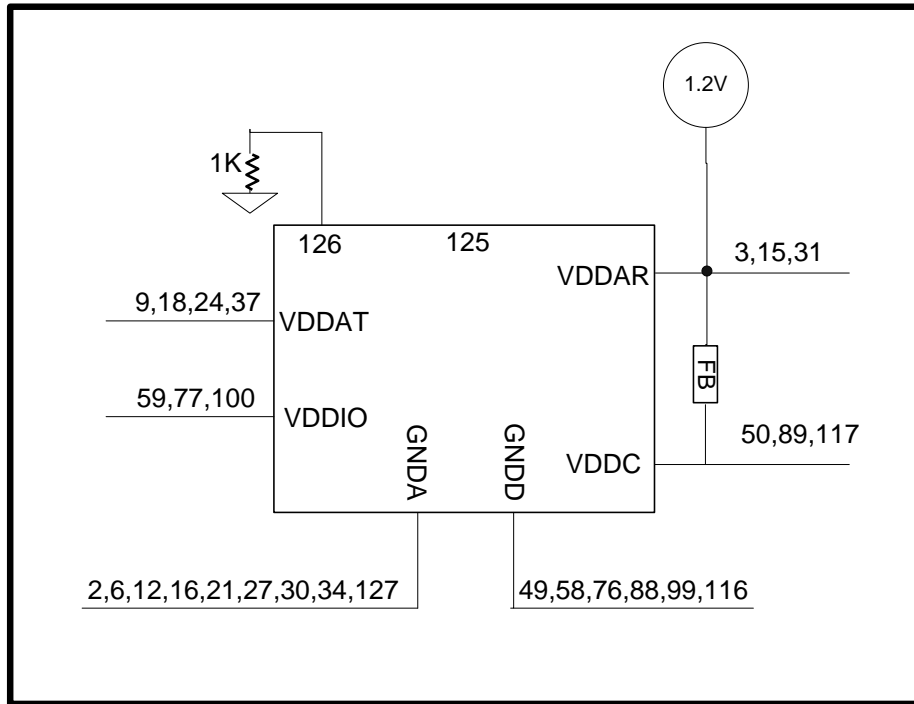 1.2V
1K
126
125
3,15,31
VDDAR
9,18,24,37
VDDAT
FB
59,77,100
VDDIO
50,89,117
GNDA
GNDD
VDDC
2,6,12,16,21,27,30,34,127
49,58,76,88,99,116